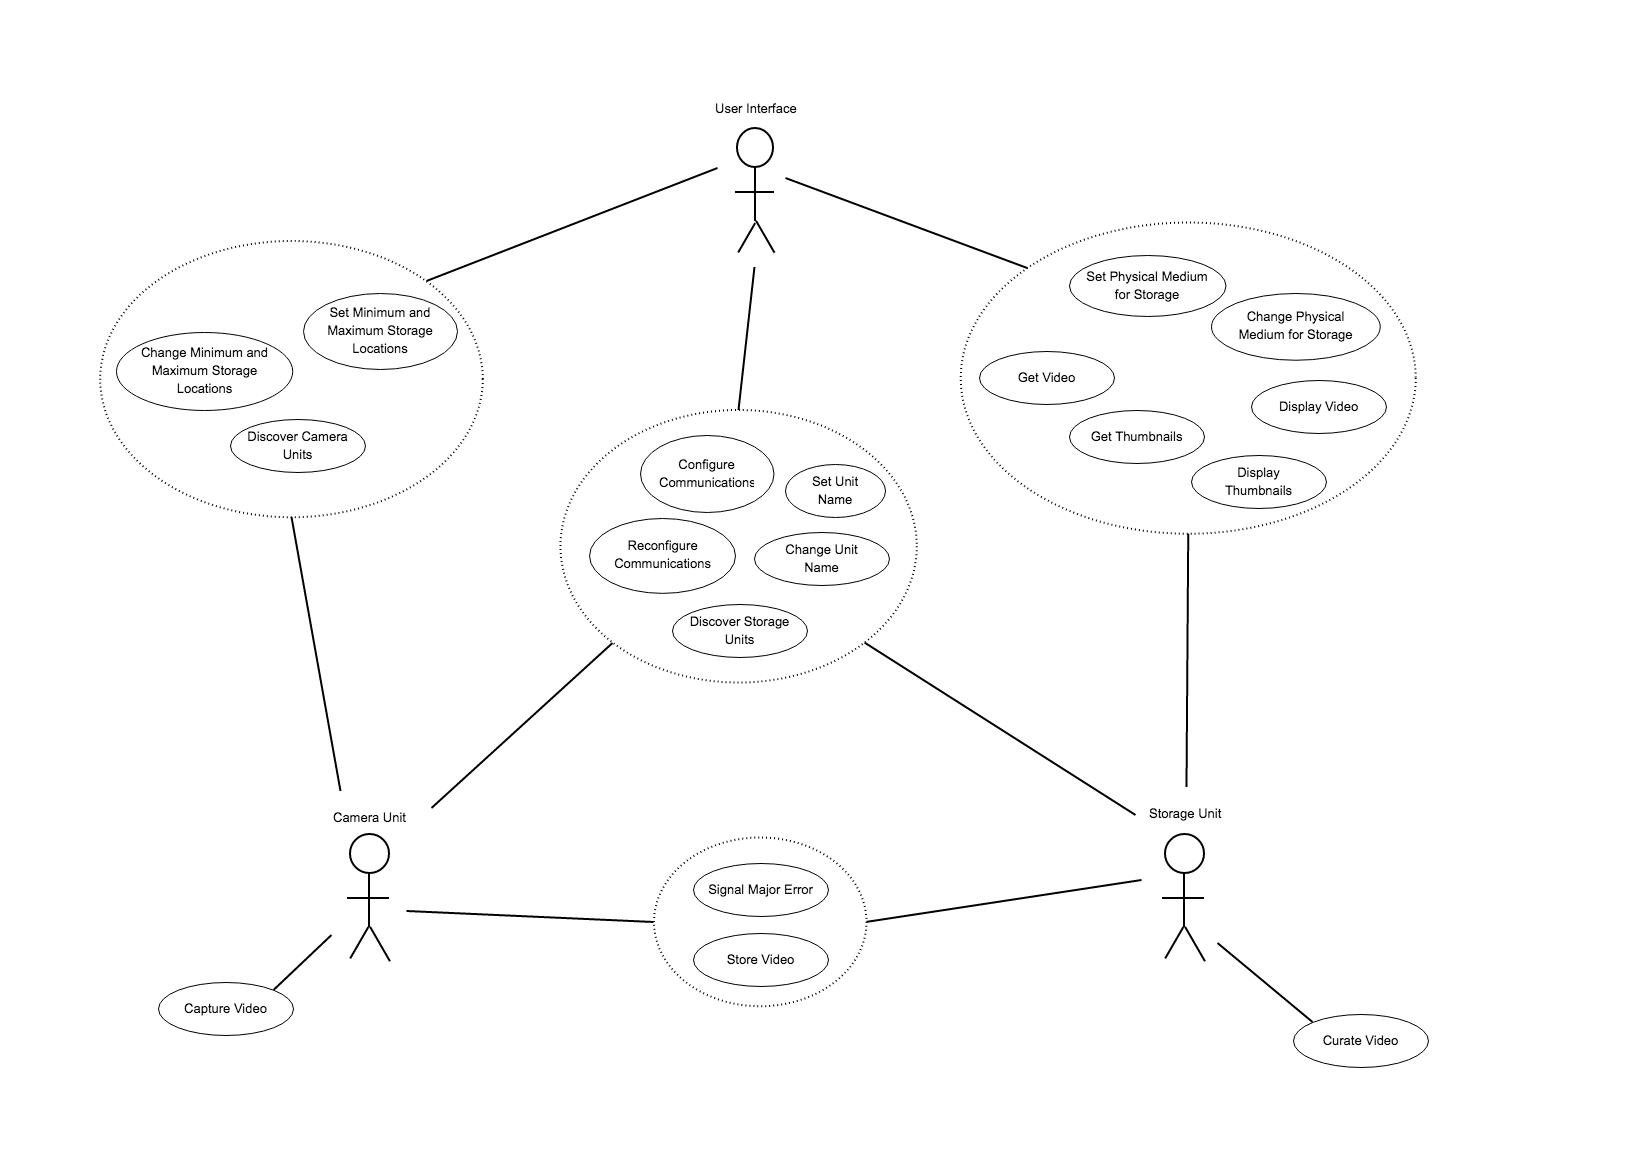 User Interface
Set Minimum and
Maximum Storage
Locations
Change Minimum and
Maximum Storage
Locations
Discover Camera
Units
Configure
Communications
Set Unit
Name
Reconfigure
Communications
Change Unit
Name
Discover Storage
Units
Set Physical Medium
for Storage
Change Physical
Medium for Storage
Get Video
Display Video
Get Thumbnails
Display
Thumbnails
Camera Unit
Storage Unit
Signal Major Error
Store Video
Capture Video
Curate Video